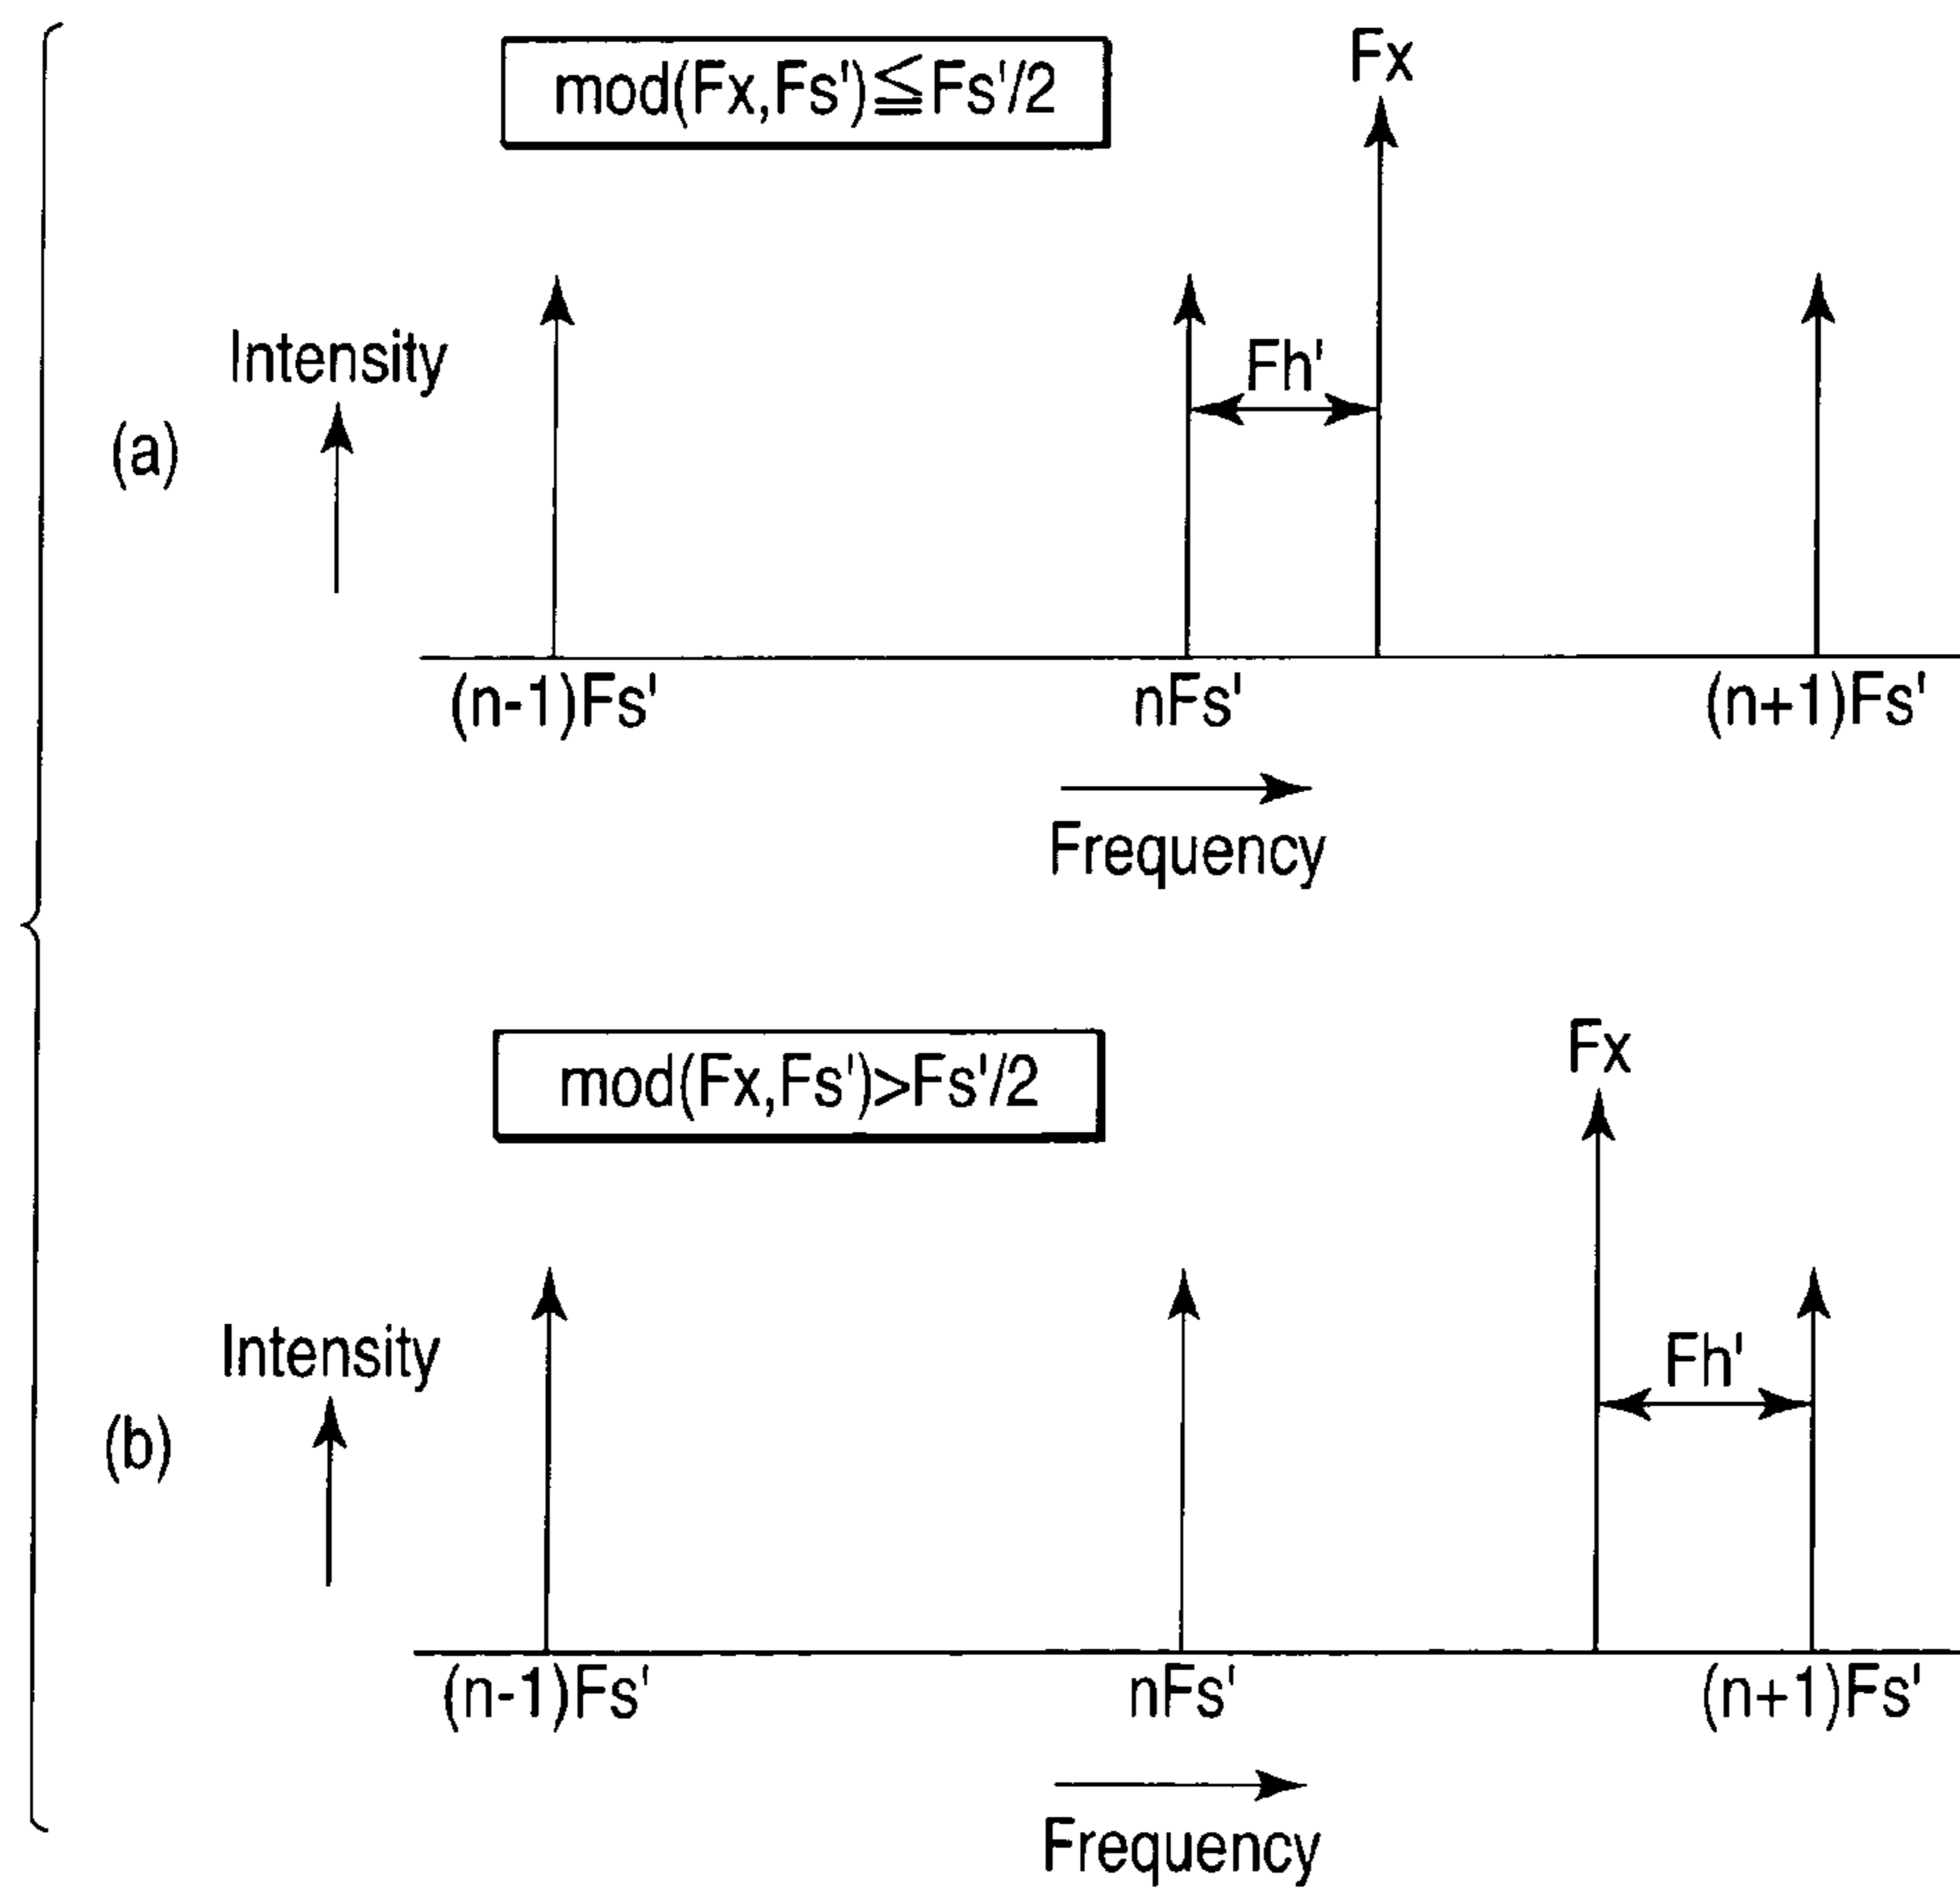 mod(Fx,Fs')≦Fs'/2
Fx
Intensity
Fh'
(a)
(n-1)Fs'
nFs'
(n+1)Fs'
Frequency
Fx
mod(Fx,Fs')>Fs'/2
Intensity
Fh'
(b)
(n-1)Fs'
nFs'
(n+1)Fs'
Frequency